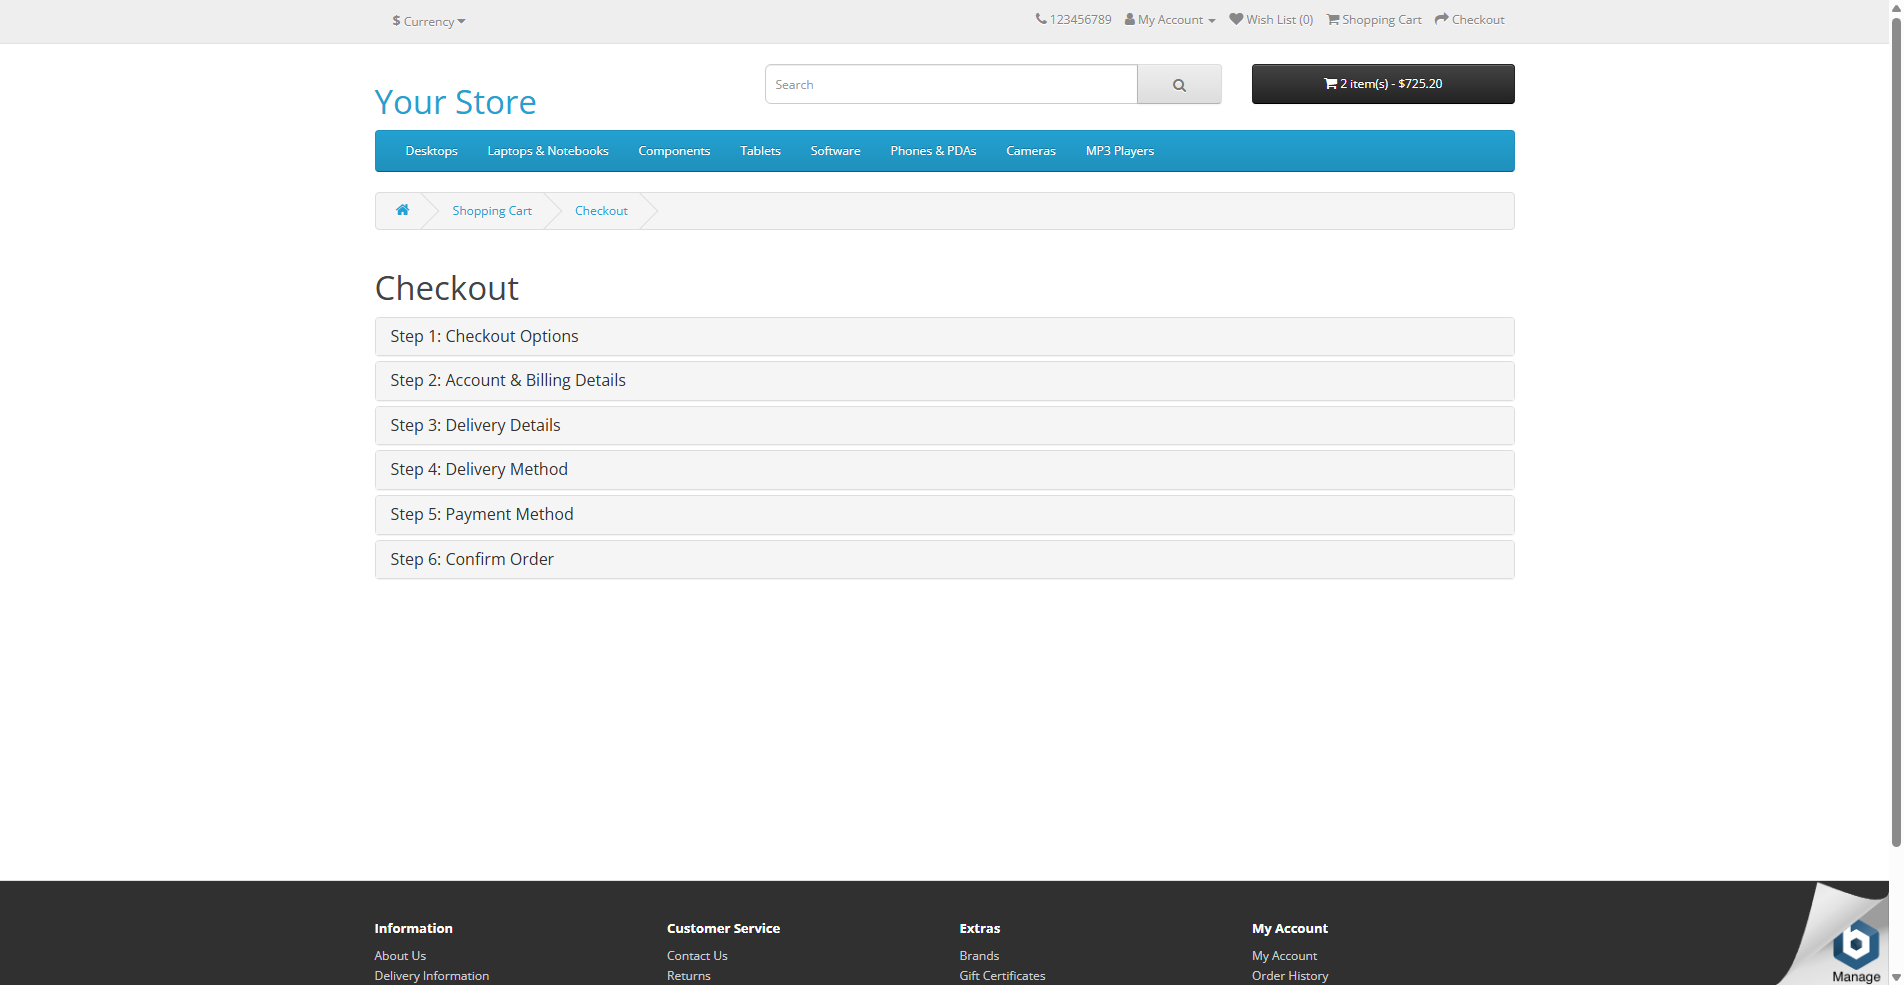 $ Currency
123456789 My Account Wish List (0) Shopping Cart Checkout
Your Store
Search
2 item(s) - $725.20
Desktops Laptops & Notebooks Components Tablets Software Phones & PDAs Cameras MP3 Players
Shopping Cart Checkout
Checkout
Step 1: Checkout Options
Step 2: Account & Billing Details
Step 3: Delivery Details
Step 4: Delivery Method
Step 5: Payment Method
Step 6: Confirm Order
Information Customer Service Extras My Account
About Us Contact Us Brands My Account
Delivery Information Returns Gift Certificates Order History
b
Manage